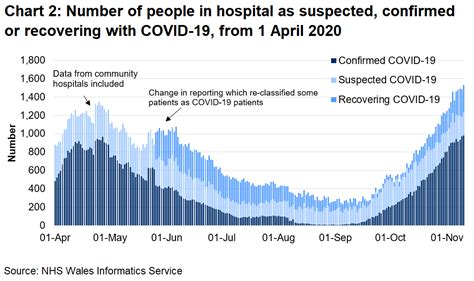 Chart 2: Number of people in hospital as suspected, confirmed
or recovering with COVID-19, from 1 April 2020
1,800
1,600
1,400
1,200
1,000
800
600
400
200
0
Number
Data from community
hospitals included
Change in reporting which re-classified some
patients as COVID-19 patients
Confirmed COVID-19
Suspected COVID-19
Recovering COVID-19
01-Apr 01-May 01-Jun 01-Jul 01-Aug 01-Sep 01-Oct 01-Nov
Source: NHS Wales Informatics Service